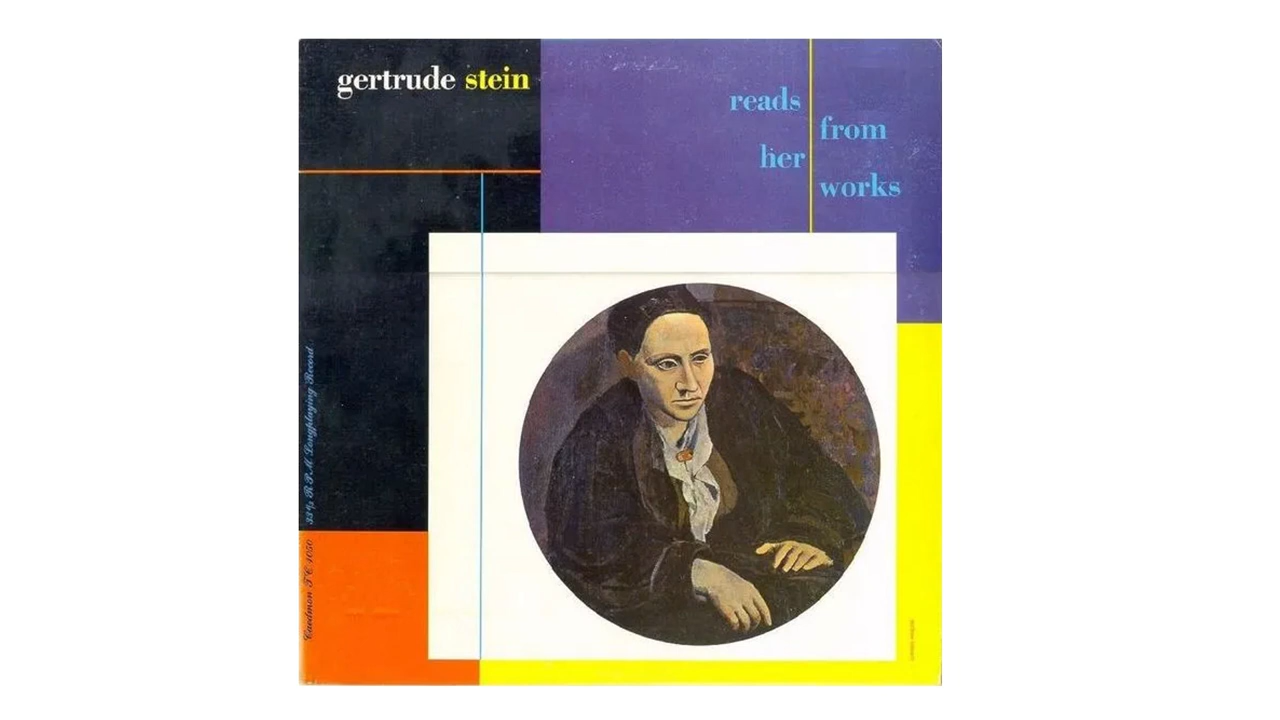 gertrude stein
reads
from
her
works
33⅓ R.P.M. Longplaying Record
Caedmon TC 1050